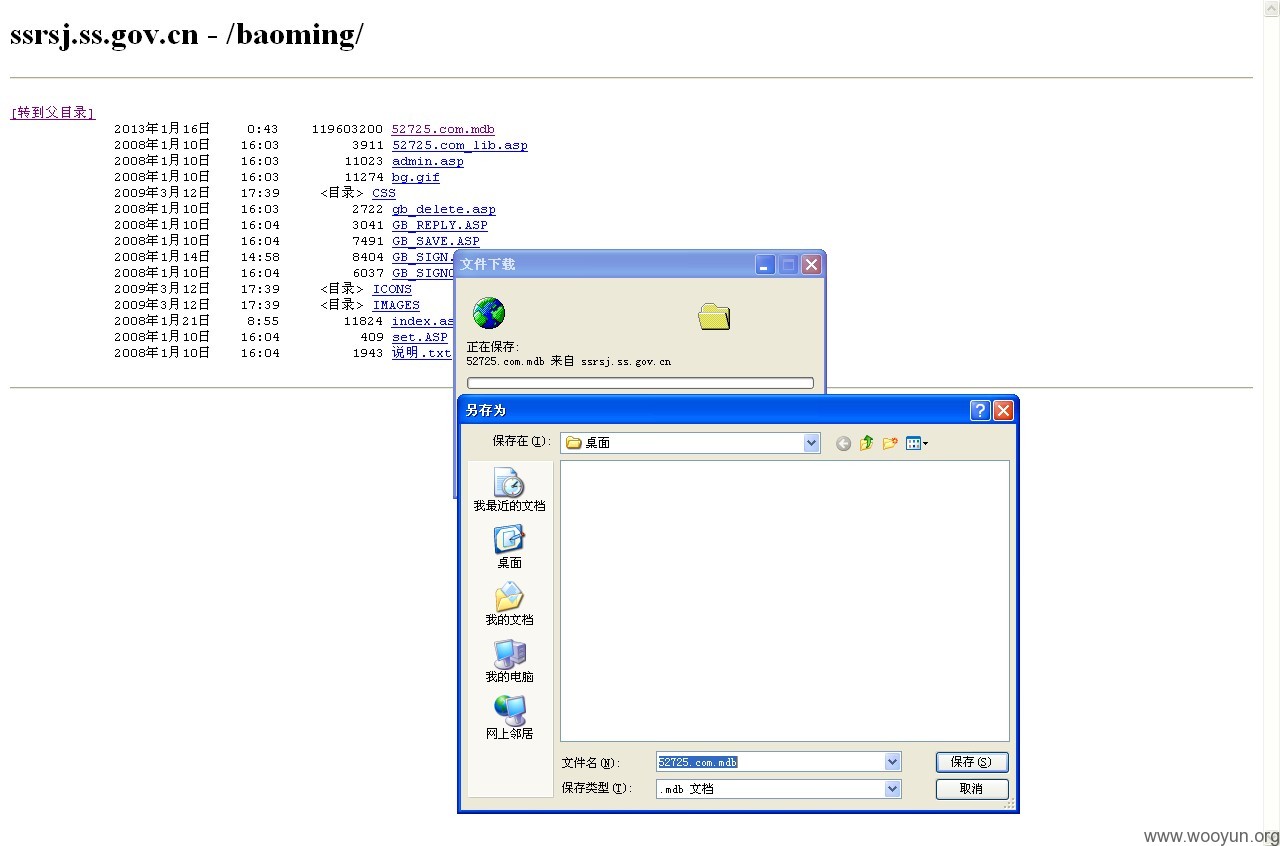 ssrsj.ss.gov.cn - /baoming/
[转到父目录]
2013年1月16日 0:43 119603200 52725.com.mdb
2008年1月10日 16:03 3911 52725.com_lib.asp
2008年1月10日 16:03 11023 admin.asp
2008年1月10日 16:03 11274 bg.gif
2009年3月12日 17:39 <目录> CSS
2008年1月10日 16:03 2722 gb_delete.asp
2008年1月10日 16:04 3041 GB_REPLY.ASP
2008年1月10日 16:04 7491 GB_SAVE.ASP
2008年1月14日 14:58 8404 GB_SIGN.
2008年1月10日 16:04 6037 GB_SIGNO
2009年3月12日 17:39 <目录> ICONS
2009年3月12日 17:39 <目录> IMAGES
2008年1月21日 8:55 11824 index.as
2008年1月10日 16:04 409 set.ASP
2008年1月10日 16:04 1943 说明.txt
文件下载
正在保存:
52725.com.mdb 来自 ssrsj.ss.gov.cn
另存为
保存在(I):
桌面
我最近的文档
桌面
我的文档
我的电脑
网上邻居
文件名(N):
52725.com.mdb
保存(S)
保存类型(T):
.mdb 文档
取消
www.wooyun.org